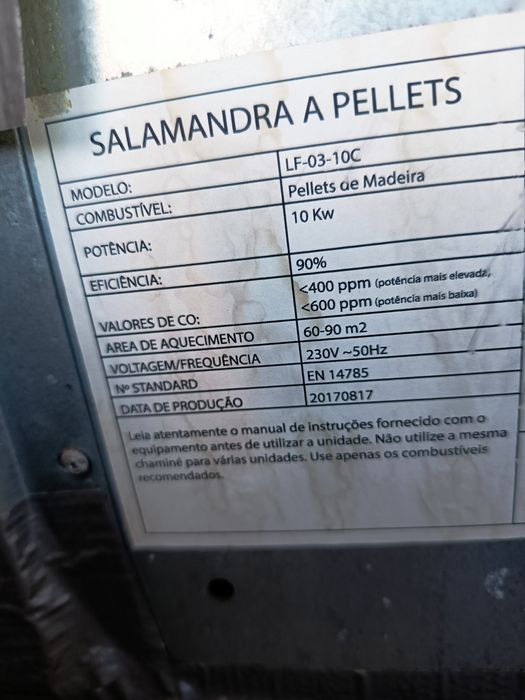 SALAMANDRA A PELLETS
MODELO: LF-03-10C
COMBUSTÍVEL: Pellets de Madeira
POTÊNCIA: 10 Kw
EFICIÊNCIA: 90%
VALORES DE CO: <400 ppm (potência mais elevada,
<600 ppm (potência mais baixa)
AREA DE AQUECIMENTO 60-90 m2
VOLTAGEM/FREQUÊNCIA 230V ~50Hz
Nº STANDARD EN 14785
DATA DE PRODUÇÃO 20170817
Leia atentamente o manual de instruções fornecido com o
equipamento antes de utilizar a unidade. Não utilize a mesma
chaminé para várias unidades. Use apenas os combustíveis
recomendados.